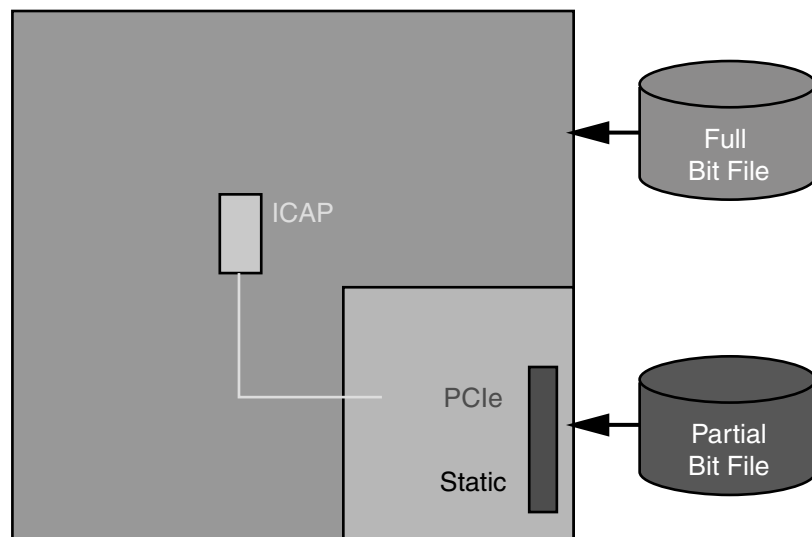 Full
Bit File
ICAP
PCIe
Static
Partial
Bit File